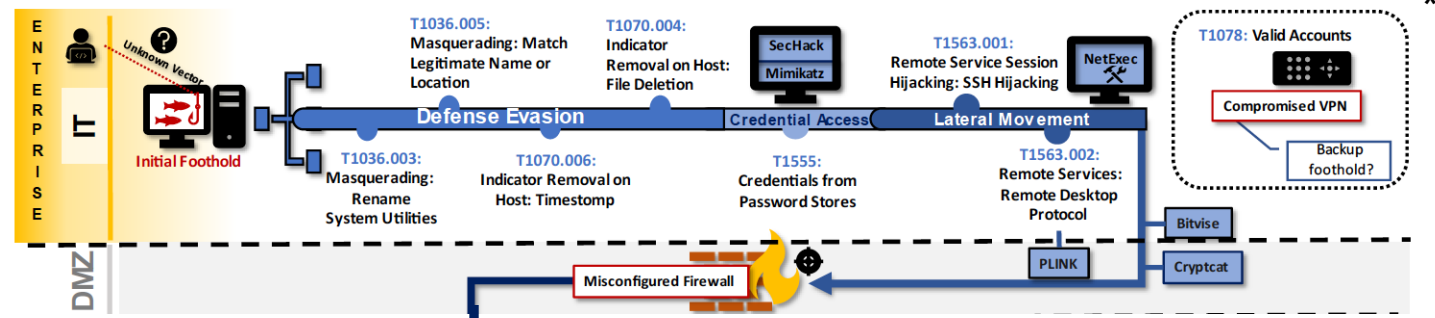 ENTERPRISE
IT
Unknown Vector
?
Initial Foothold
T1036.005:
Masquerading: Match
Legitimate Name or
Location
T1070.004:
Indicator
Removal on Host:
File Deletion
SecHack
Mimikatz
T1563.001:
Remote Service Session
Hijacking: SSH Hijacking
NetExec
T1078: Valid Accounts
Compromised VPN
Backup
foothold?
Defense Evasion
Credential Access
Lateral Movement
T1036.003:
Masquerading:
Rename
System Utilities
T1070.006:
Indicator Removal on
Host: Timestomp
T1555:
Credentials from
Password Stores
T1563.002:
Remote Services:
Remote Desktop
Protocol
Bitvise
DMZ
Misconfigured Firewall
PLINK
Cryptcat